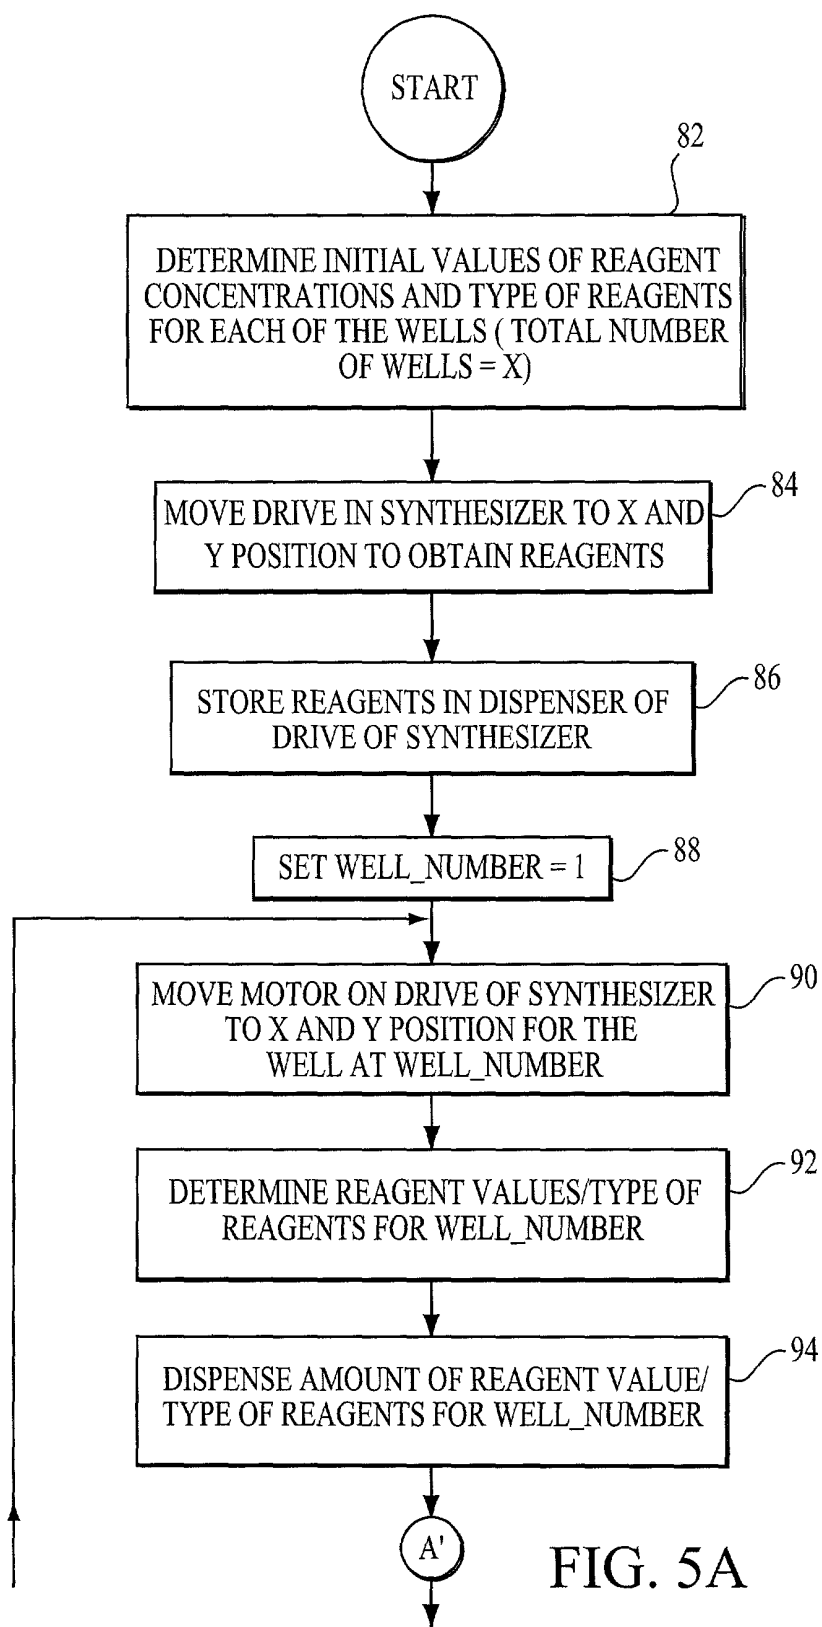 START
82
DETERMINE INITIAL VALUES OF REAGENT
CONCENTRATIONS AND TYPE OF REAGENTS
FOR EACH OF THE WELLS ( TOTAL NUMBER
OF WELLS = X)
84
MOVE DRIVE IN SYNTHESIZER TO X AND
Y POSITION TO OBTAIN REAGENTS
86
STORE REAGENTS IN DISPENSER OF
DRIVE OF SYNTHESIZER
88
SET WELL_NUMBER = 1
90
MOVE MOTOR ON DRIVE OF SYNTHESIZER
TO X AND Y POSITION FOR THE
WELL AT WELL_NUMBER
92
DETERMINE REAGENT VALUES/TYPE OF
REAGENTS FOR WELL_NUMBER
94
DISPENSE AMOUNT OF REAGENT VALUE/
TYPE OF REAGENTS FOR WELL_NUMBER
A'
FIG. 5A